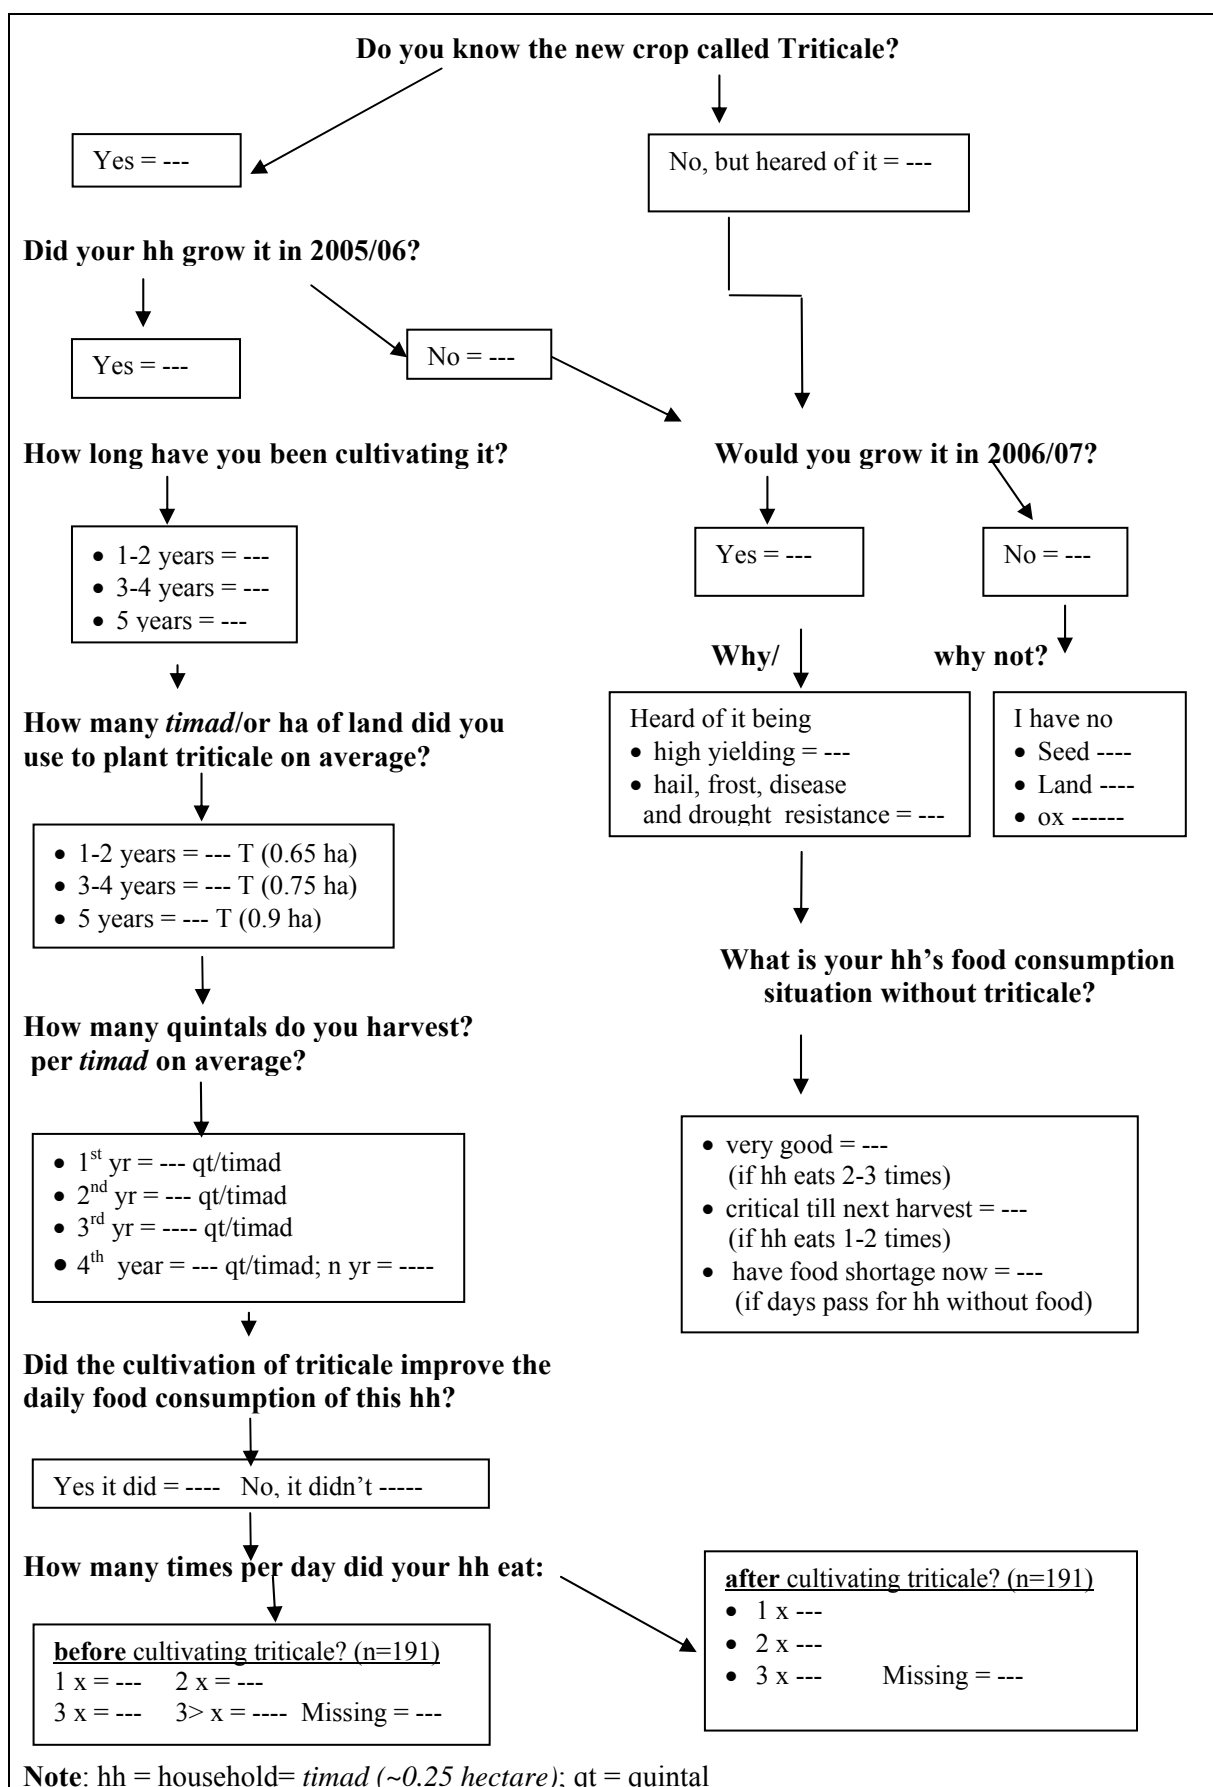 Do you know the new crop called Triticale?
Yes = ---
No, but heared of it = ---
Did your hh grow it in 2005/06?
Yes = ---
No = ---
How long have you been cultivating it?
Would you grow it in 2006/07?
• 1-2 years = ---
• 3-4 years = ---
• 5 years = ---
Yes = ---
No = ---
Why/
why not?
How many timad/or ha of land did you
use to plant triticale on average?
Heard of it being
• high yielding = ---
• hail, frost, disease
and drought resistance = ---
I have no
• Seed ----
• Land ----
• ox ------
• 1-2 years = --- T (0.65 ha)
• 3-4 years = --- T (0.75 ha)
• 5 years = --- T (0.9 ha)
What is your hh's food consumption
situation without triticale?
How many quintals do you harvest?
per timad on average?
• 1st yr = --- qt/timad
• 2nd yr = --- qt/timad
• 3rd yr = ---- qt/timad
• 4th year = --- qt/timad; n yr = ----
• very good = ---
(if hh eats 2-3 times)
• critical till next harvest = ---
(if hh eats 1-2 times)
• have food shortage now = ---
(if days pass for hh without food)
Did the cultivation of triticale improve the
daily food consumption of this hh?
Yes it did = ---- No, it didn't -----
How many times per day did your hh eat:
before cultivating triticale? (n=191)
1 x = --- 2 x = ---
3 x = --- 3> x = ---- Missing = ---
after cultivating triticale? (n=191)
• 1 x ---
• 2 x ---
• 3 x --- Missing = ---
Note: hh = household= timad (~0.25 hectare); qt = quintal